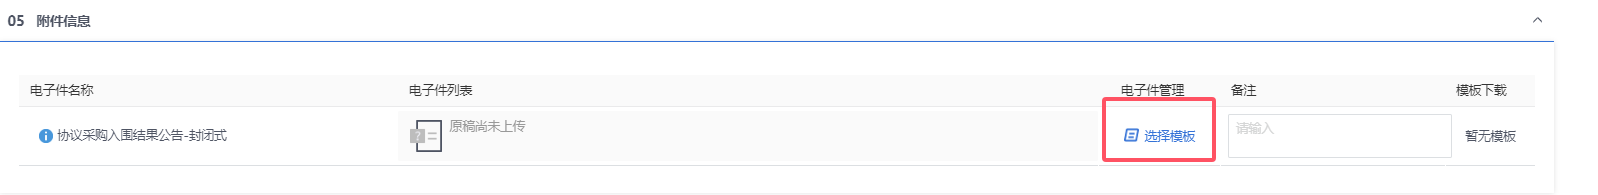 05 附件信息
电子件名称 电子件列表 电子件管理 备注 模板下载
协议采购入围结果公告-封闭式 原稿尚未上传 选择模板 请输入 暂无模板